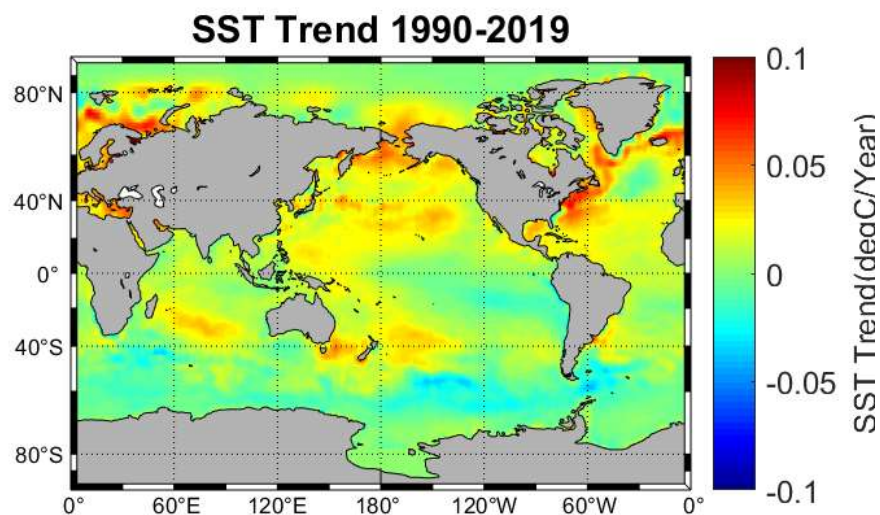 SST Trend 1990-2019
80°N
40°N
0°
40°S
80°S
0° 60°E 120°E 180° 120°W 60°W 0°
0.1
0.05
0
-0.05
-0.1
SST Trend(degC/Year)